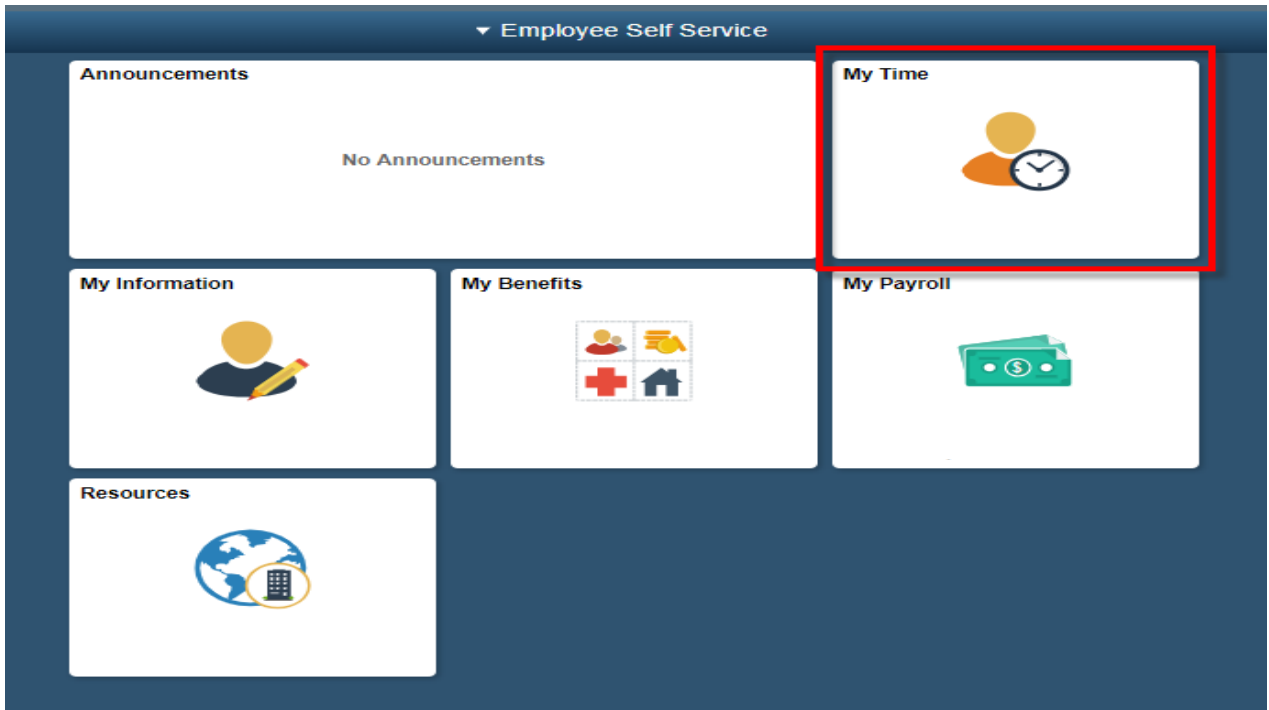 Employee Self Service
Announcements
My Time
No Announcements
My Information
My Benefits
My Payroll
$
Resources